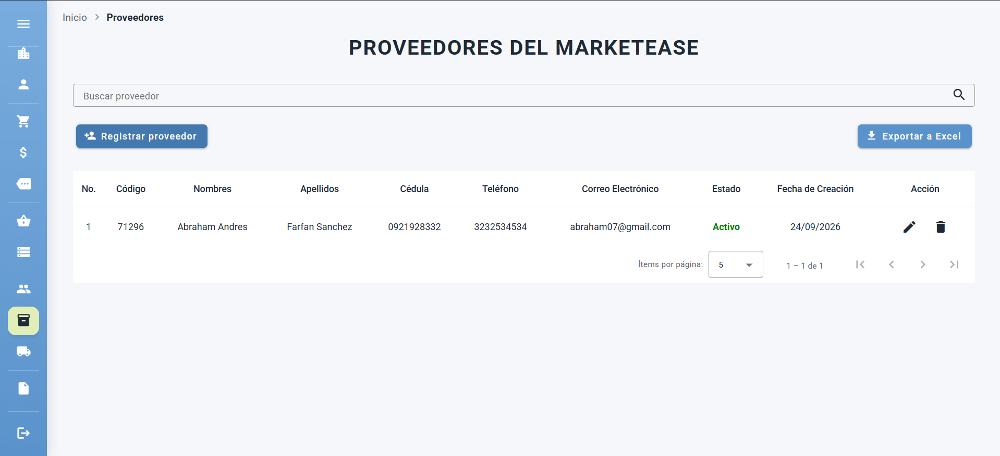 Inicio > Proveedores
PROVEEDORES DEL MARKETEASE
Buscar proveedor
Registrar proveedor
Exportar a Excel
No. Código Nombres Apellidos Cédula Teléfono Correo Electrónico Estado Fecha de Creación Acción
1 71296 Abraham Andres Farfan Sanchez 0921928332 3232534534 abraham07@gmail.com Activo 24/09/2026
Ítems por página: 5 1 – 1 de 1